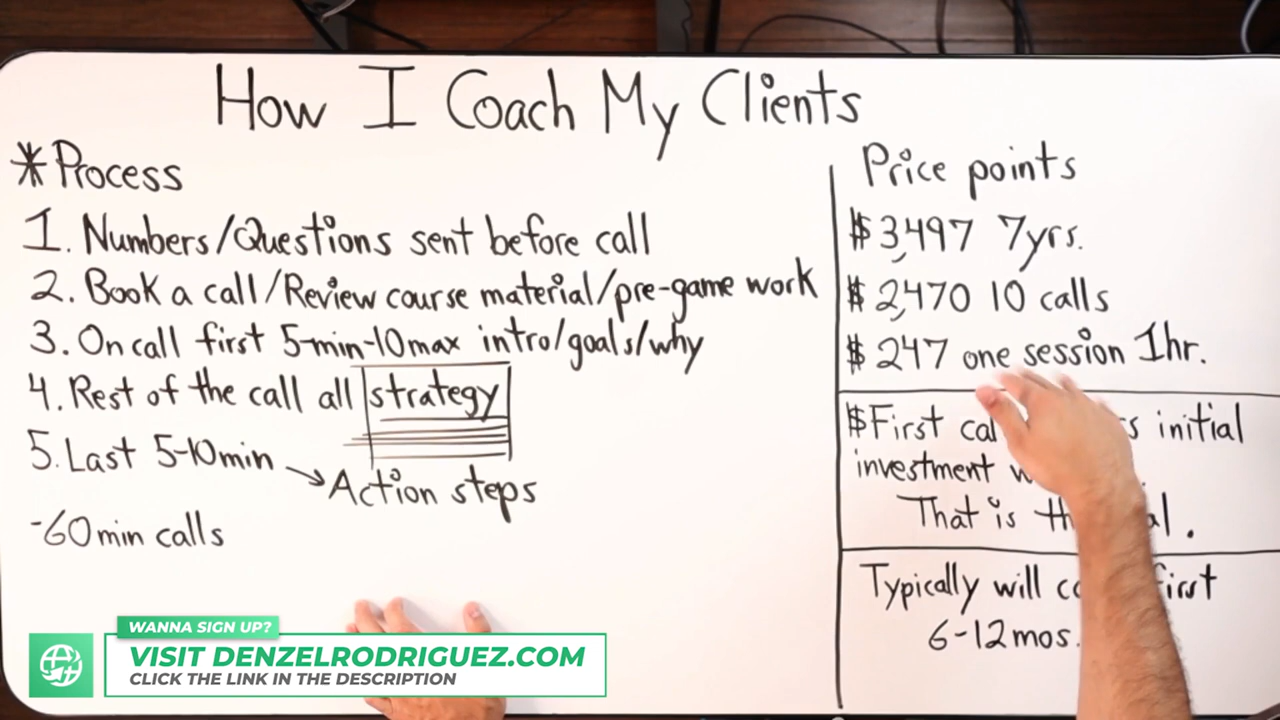 How I Coach My Clients
*Process
1. Numbers/Questions sent before call
2. Book a call/Review course material/pre-game work
3. On call first 5-min-10max intro/goals/why
4. Rest of the call all strategy
5. Last 5-10min → Action steps
-60min calls
Price points
$3,497 7yrs.
$2,470 10 calls
$247 one session 1hr.
$First initial
investment
That is
Typically will first
6-12mos.
WANNA SIGN UP?
VISIT DENZELRODRIGUEZ.COM
CLICK THE LINK IN THE DESCRIPTION